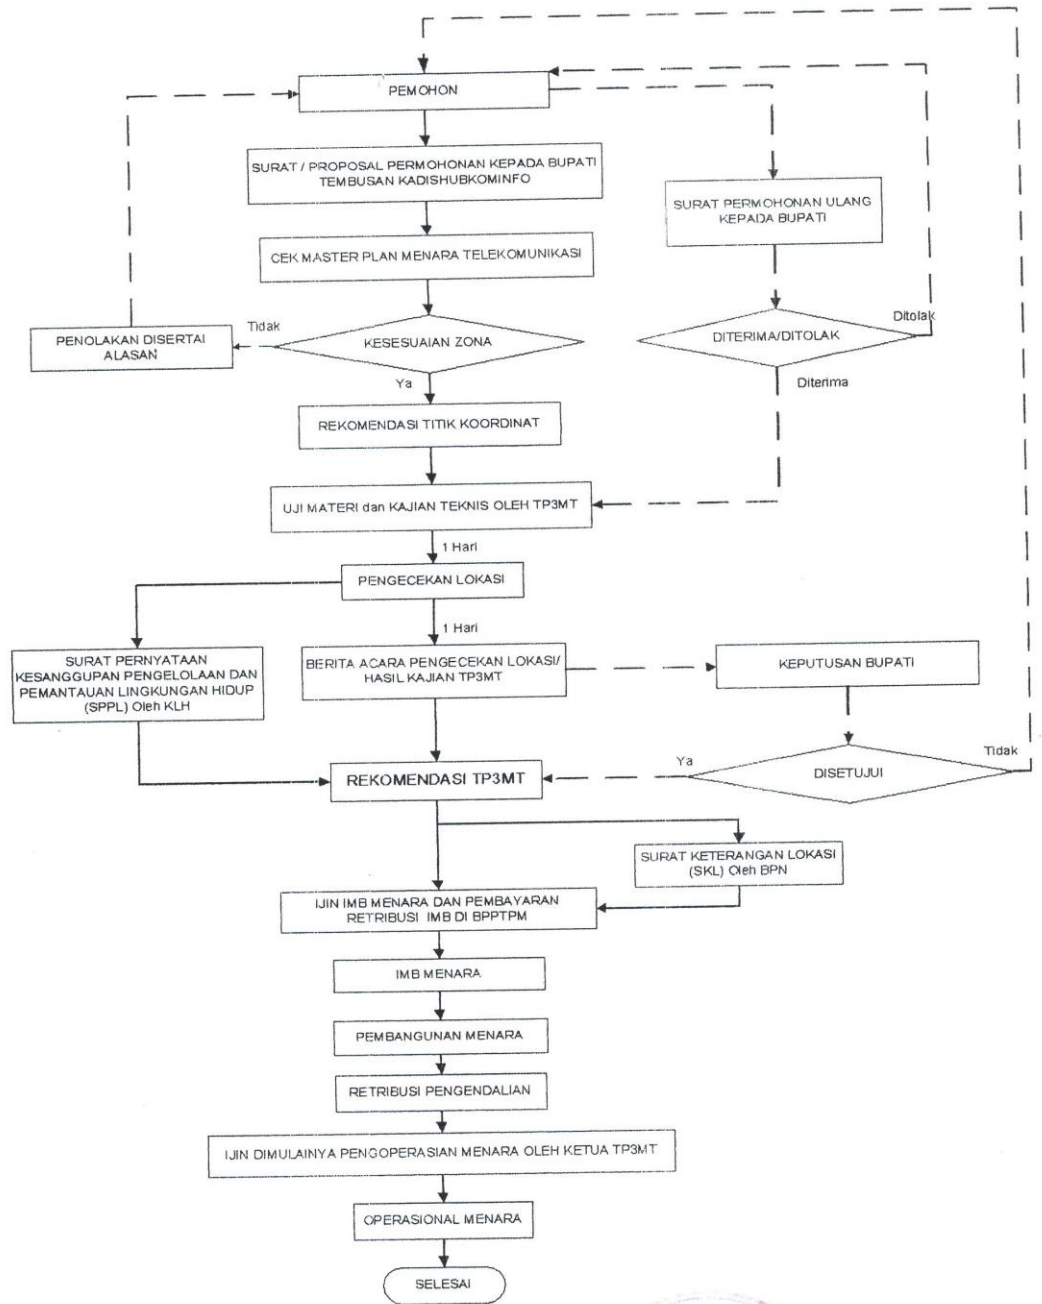 PEMOHON
SURAT / PROPOSAL PERMOHONAN KEPADA BUPATI
TEMBUSAN KADISHUBKOMINFO
SURAT PERMOHONAN ULANG
KEPADA BUPATI
CEK MASTER PLAN MENARA TELEKOMUNIKASI
Tidak
PENOLAKAN DISERTAI
ALASAN
KESESUAIAN ZONA
Ya
DITERIMA/DITOLAK
Ditolak
Diterima
REKOMENDASI TITIK KOORDINAT
UJI MATERI dan KAJIAN TEKNIS OLEH TP3MT
1 Hari
PENGECEKAN LOKASI
1 Hari
SURAT PERNYATAAN
KESANGGUPAN PENGELOLAAN DAN
PEMANTAUAN LINGKUNGAN HIDUP
(SPPL) Oleh KLH
BERITA ACARA PENGECEKAN LOKASI/
HASIL KAJIAN TP3MT
KEPUTUSAN BUPATI
Ya
DISETUJUI
Tidak
REKOMENDASI TP3MT
SURAT KETERANGAN LOKASI
(SKL) Oleh BPN
IJIN IMB MENARA DAN PEMBAYARAN
RETRIBUSI IMB DI BPPTPM
IMB MENARA
PEMBANGUNAN MENARA
RETRIBUSI PENGENDALIAN
IJIN DIMULAINYA PENGOPERASIAN MENARA OLEH KETUA TP3MT
OPERASIONAL MENARA
SELESAI